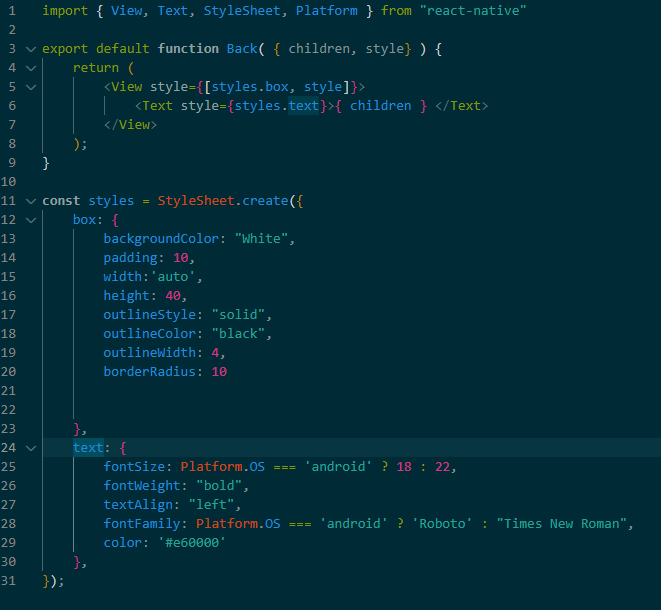 1 import { View, Text, StyleSheet, Platform } from "react-native"
2
3 export default function Back( { children, style} ) {
4     return (
5         <View style={[styles.box, style]}>
6             <Text style={styles.text}>{ children } </Text>
7         </View>
8     );
9 }
10
11 const styles = StyleSheet.create({
12     box: {
13         backgroundColor: "White",
14         padding: 10,
15         width:'auto',
16         height: 40,
17         outlineStyle: "solid",
18         outlineColor: "black",
19         outlineWidth: 4,
20         borderRadius: 10
21
22
23     },
24     text: {
25         fontSize: Platform.OS === 'android' ? 18 : 22,
26         fontWeight: "bold",
27         textAlign: "left",
28         fontFamily: Platform.OS === 'android' ? 'Roboto' : "Times New Roman",
29         color: '#e60000'
30     },
31 });